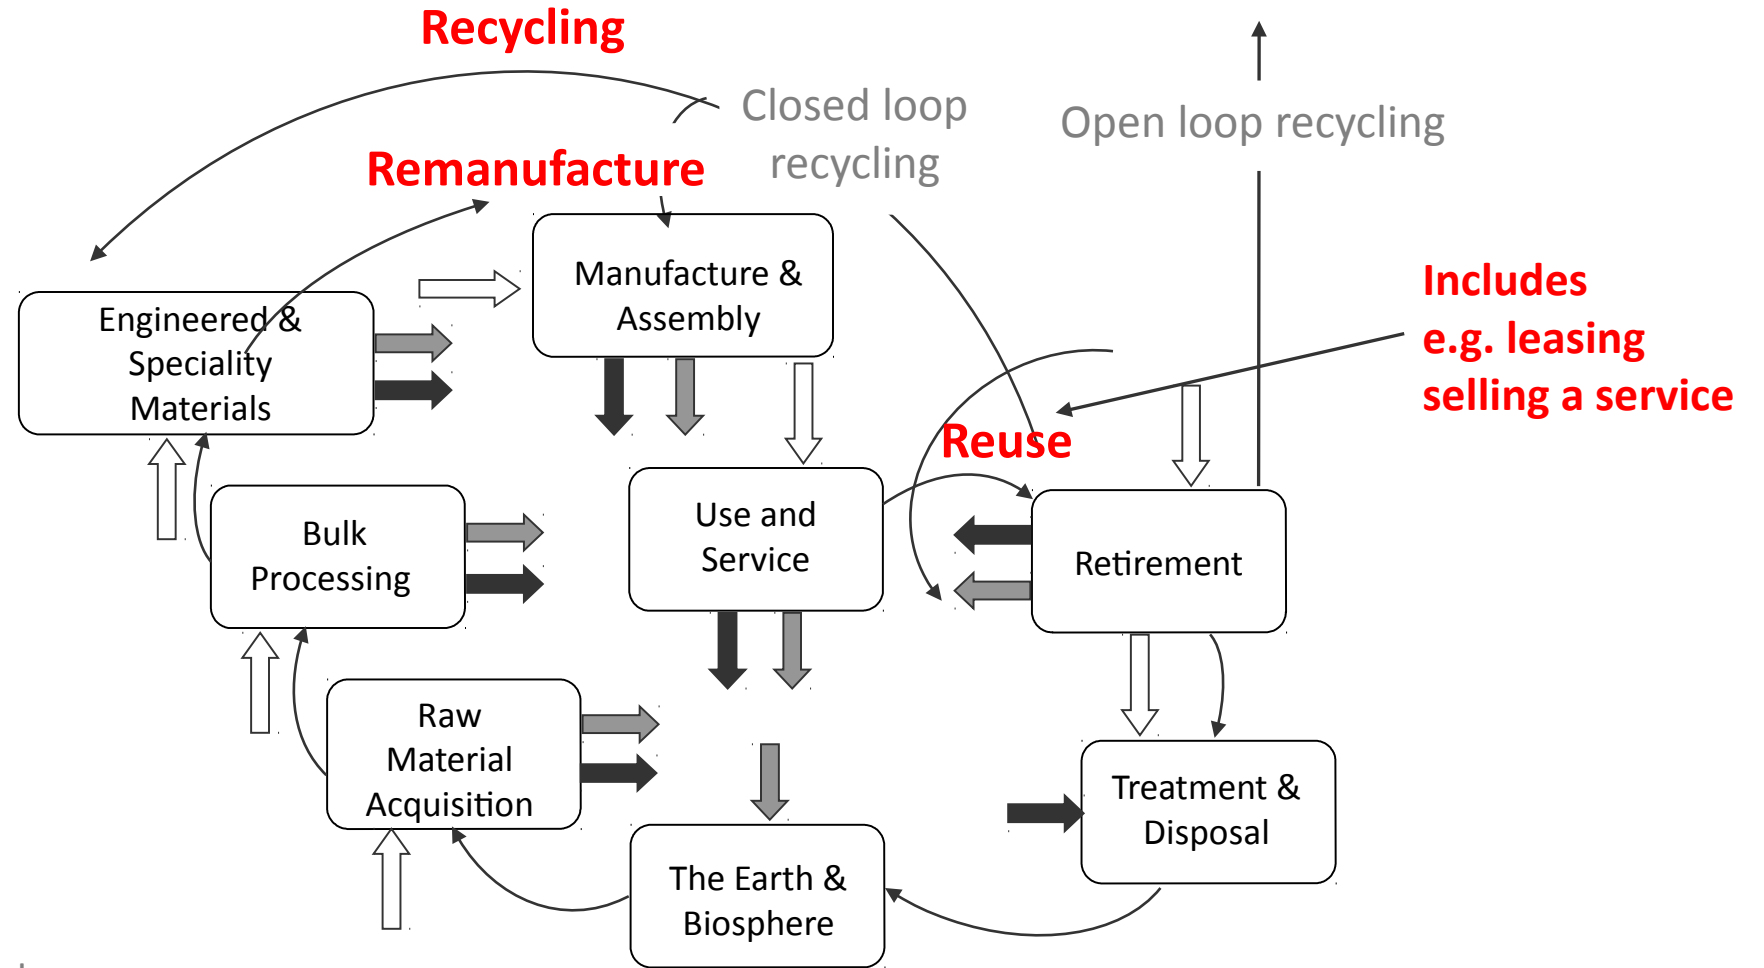 Recycling
Closed loop
recycling
Open loop recycling
Remanufacture
Manufacture &
Assembly
Includes
e.g. leasing
selling a service
Engineered &
Speciality
Materials
Reuse
Use and
Service
Bulk
Processing
Retirement
Raw
Material
Acquisition
Treatment &
Disposal
The Earth &
Biosphere